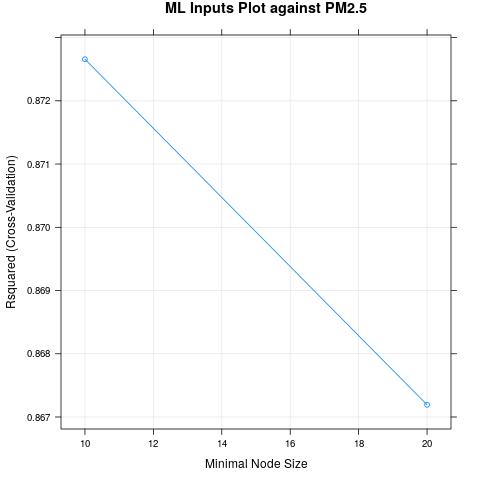 ML Inputs Plot against PM2.5
Rsquared (Cross-Validation)
0.872
0.871
0.870
0.869
0.868
0.867
10 12 14 16 18 20
Minimal Node Size